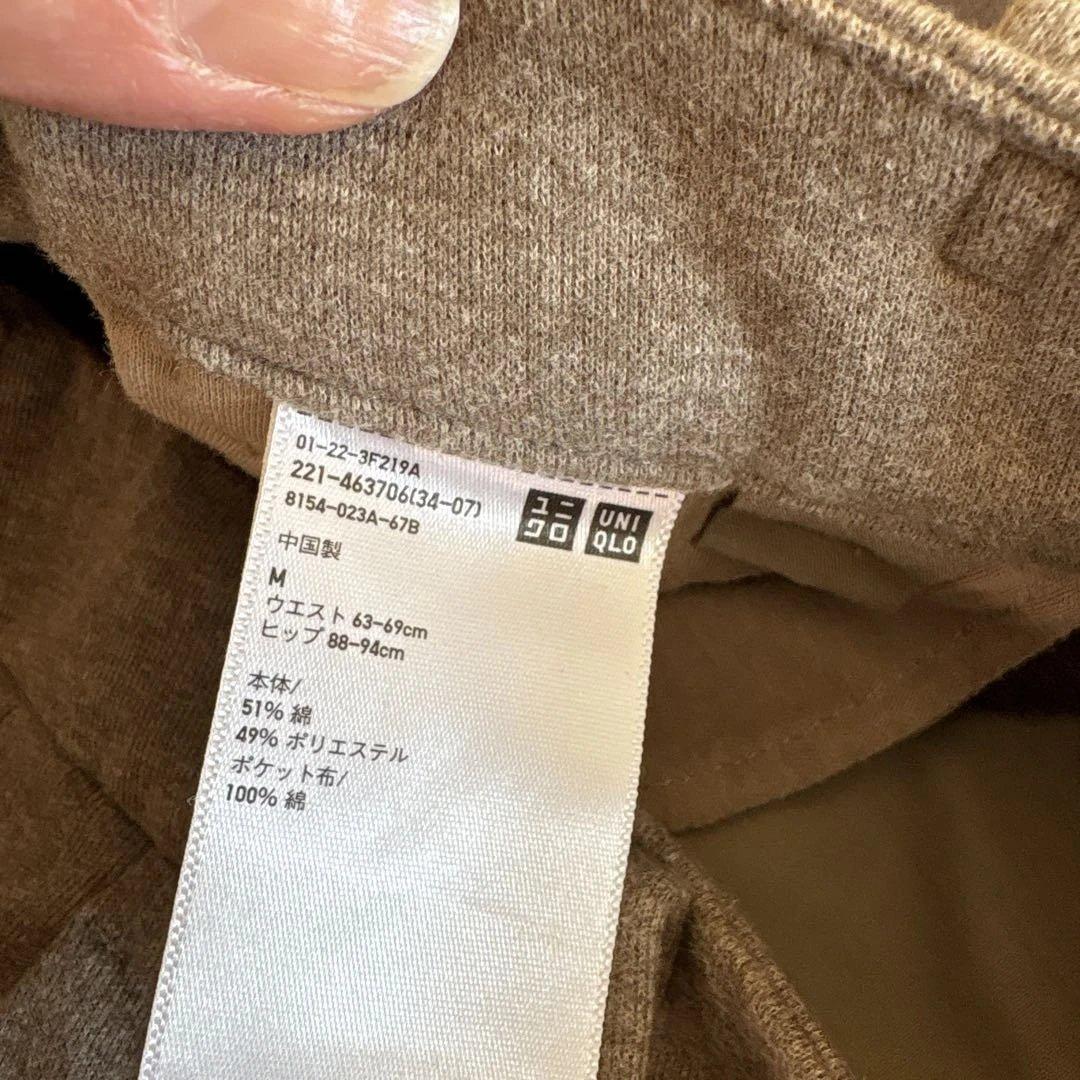 01-22-3F219A
221-463706(34-07)
8154-023A-67B
ユニ
クロ
UNI
QLO
中国製
M
ウエスト 63-69cm
ヒップ 88-94cm
本体/
51% 綿
49% ポリエステル
ポケット布/
100% 綿